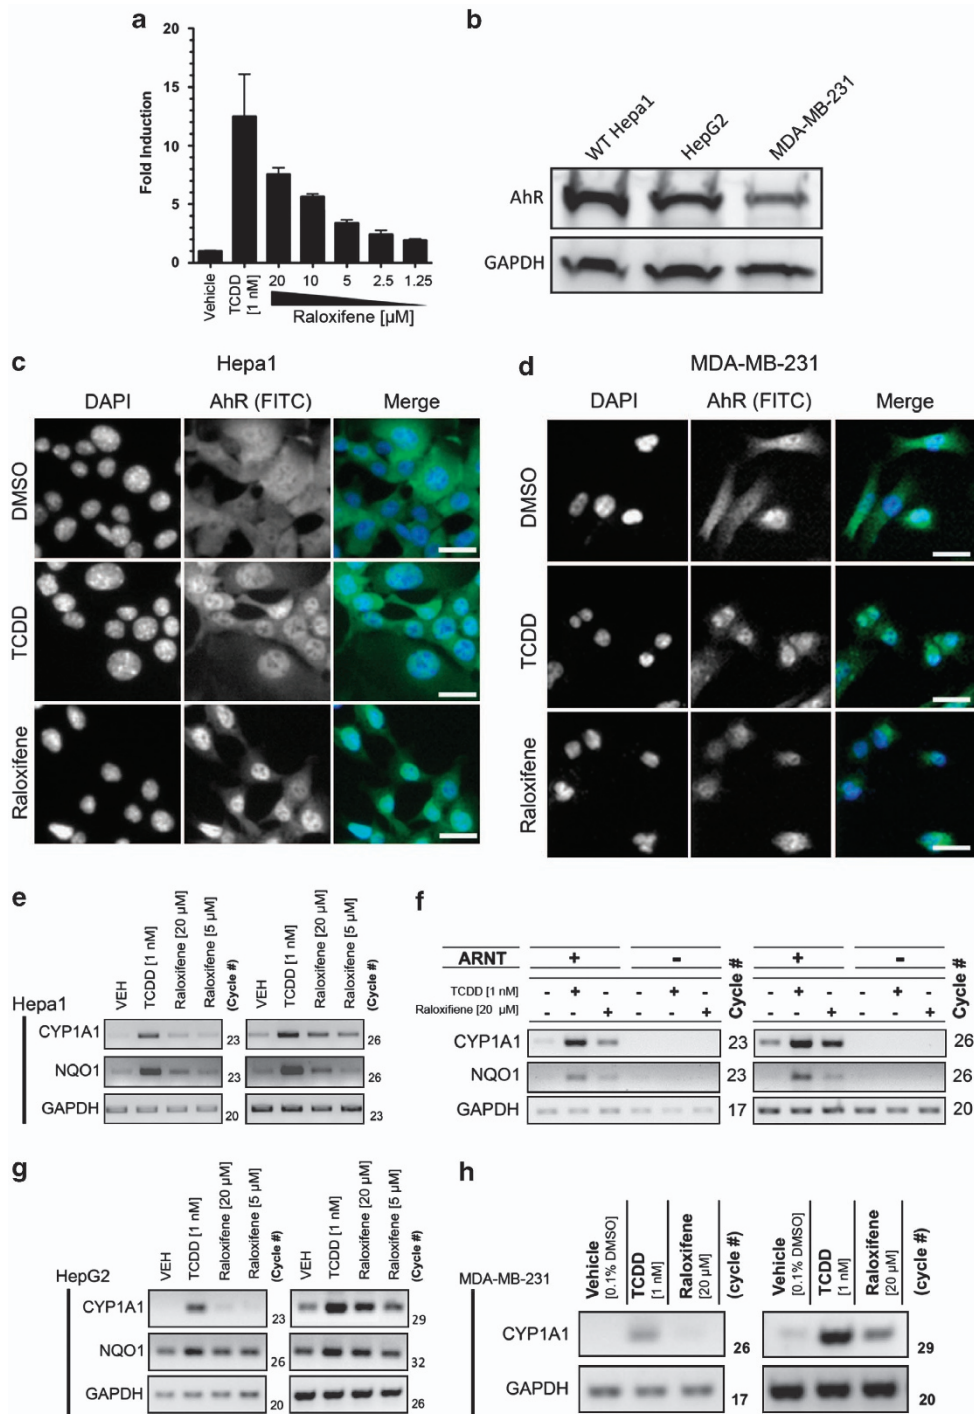 a
20
15
10
5
0
Fold Induction
Vehicle
TCDD
[1 nM]
20 10 5 2.5 1.25
Raloxifene [µM]
b
WT Hepa1 HepG2 MDA-MB-231
AhR
GAPDH
c
Hepa1
DAPI AhR (FITC) Merge
DMSO
TCDD
Raloxifene
d
MDA-MB-231
DAPI AhR (FITC) Merge
DMSO
TCDD
Raloxifene
e
Hepa1
VEH TCDD [1 nM] Raloxifene [20 µM] Raloxifene [5 µM] (Cycle #) VEH TCDD [1 nM] Raloxifene [20 µM] Raloxifene [5 µM] (Cycle #)
CYP1A1 23 26
NQO1 23 26
GAPDH 20 23
f
ARNT + - Cycle # + - Cycle #
TCDD [1 nM] - + - - + - - + - - + -
Raloxifiene [20 µM] - - + - - + - - + - - +
CYP1A1 23 26
NQO1 23 26
GAPDH 17 20
g
HepG2
VEH TCDD [1 nM] Raloxifene [20 µM] Raloxifene [5 µM] (Cycle #) VEH TCDD [1 nM] Raloxifene [20 µM] Raloxifene [5 µM] (Cycle #)
CYP1A1 23 29
NQO1 26 32
GAPDH 20 26
h
MDA-MB-231
Vehicle [0.1% DMSO] TCDD [1 nM] Raloxifene [20 µM] (cycle #) Vehicle [0.1% DMSO] TCDD [1 nM] Raloxifene [20 µM] (cycle #)
CYP1A1 26 29
GAPDH 17 20